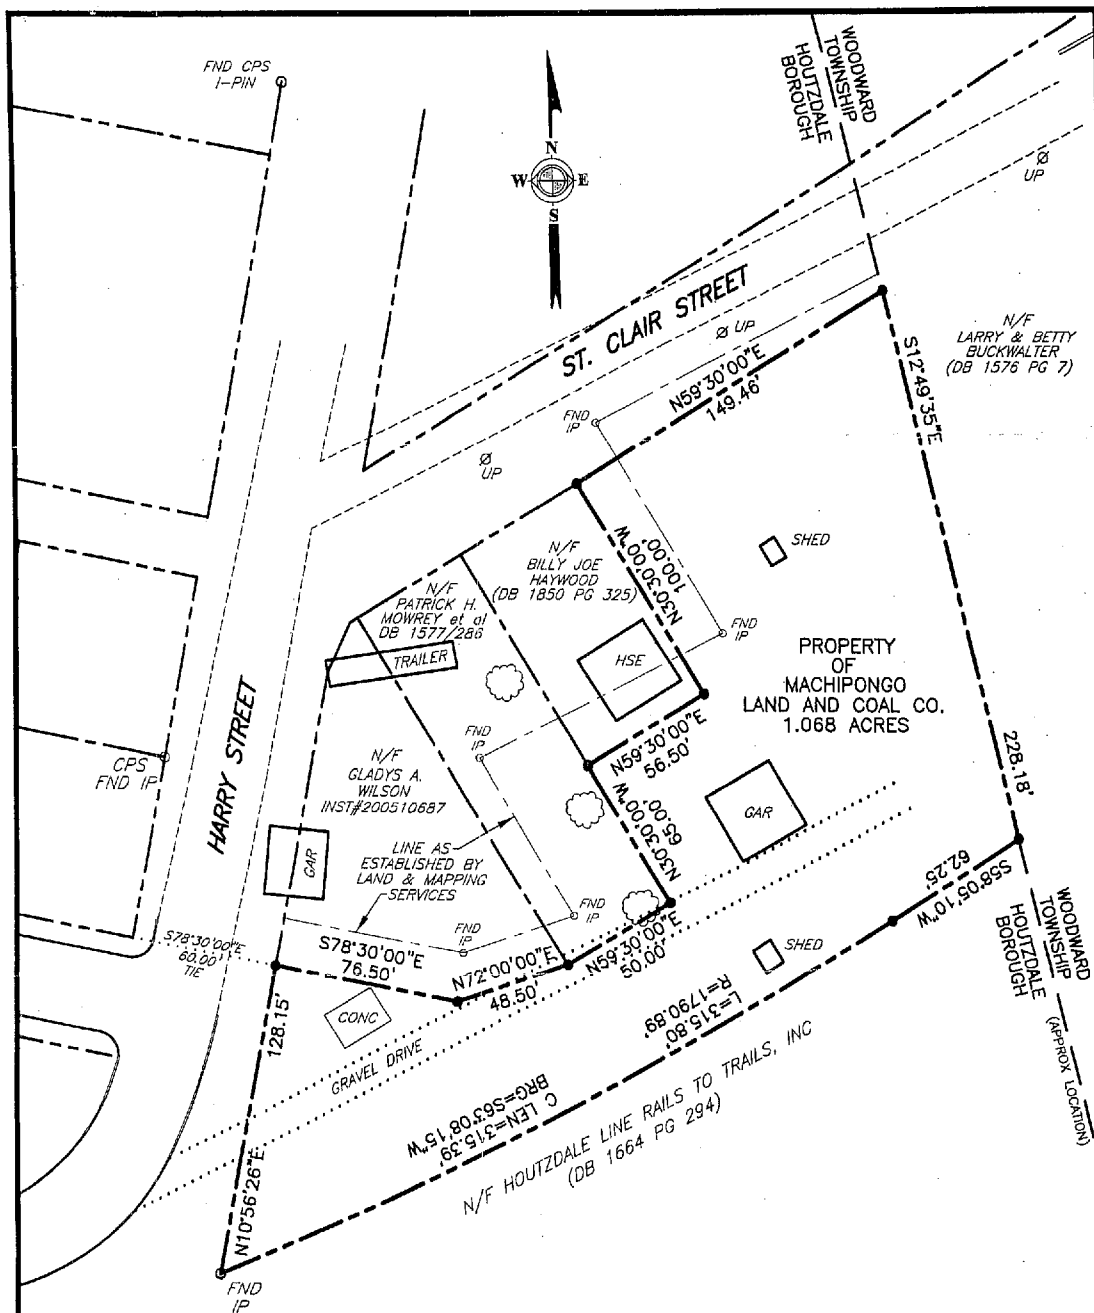 FND CPS
I-PIN
WOODWARD
TOWNSHIP
HOUTZDALE
BOROUGH
N
W E
S
UP
ST. CLAIR STREET
UP
N/F
LARRY & BETTY
BUCKWALTER
(DB 1576 PG 7)
N59°30'00"E
149.46'
S12°49'35"E
228.18'
FND
IP
UP
N30°30'00"W
100.00'
SHED
N/F
BILLY JOE
HAYWOOD
(DB 1850 PG 325)
N/F
PATRICK H.
MOWREY et al
DB 1577/286
TRAILER
HSE
FND
IP
PROPERTY
OF
MACHIPONGO
LAND AND COAL CO.
1.068 ACRES
HARRY STREET
CPS
FND IP
FND
IP
N59°30'00"E
56.50'
N/F
GLADYS A.
WILSON
INST#200510687
N30°30'00"W
65.00'
GAR
GAR
LINE AS
ESTABLISHED BY
LAND & MAPPING
SERVICES
S58°05'10"W
62.25'
FND
IP
FND
IP
S78°30'00"E
60.00'
TIE
S78°30'00"E
76.50'
N72°00'00"E
48.50'
N59°30'00"E
50.00'
SHED
WOODWARD
TOWNSHIP
HOUTZDALE
BOROUGH
(APPROX LOCATION)
CONC
GRAVEL DRIVE
128.15'
N10°56'26"E
L=315.80'
R=1790.89'
C LEN=315.39'
BRG=S63°08'15"W
N/F HOUTZDALE LINE RAILS TO TRAILS, INC
(DB 1664 PG 294)
FND
IP